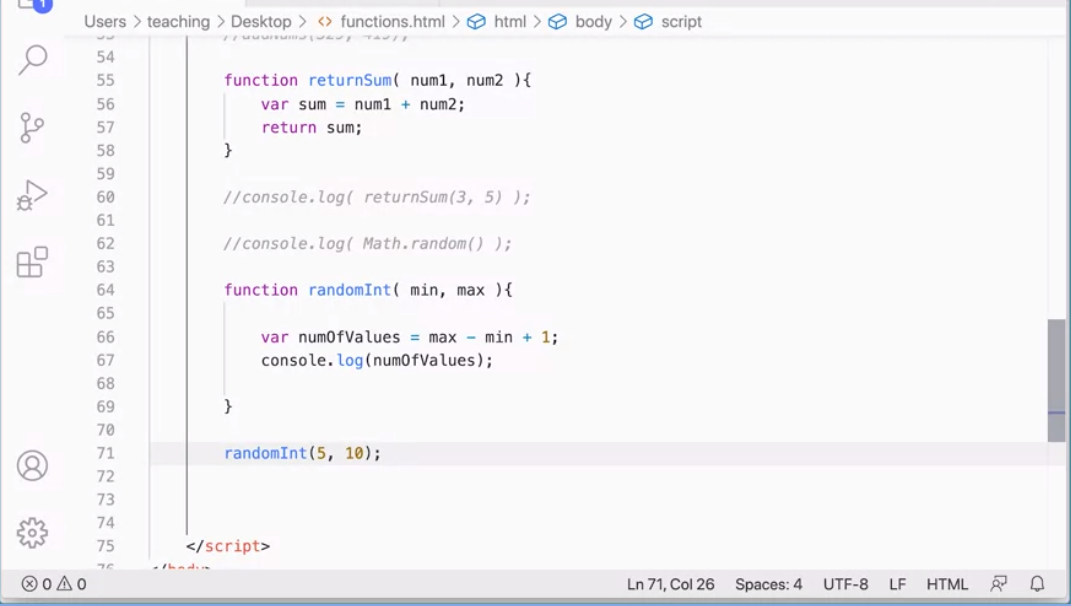 1
Users > teaching > Desktop > <> functions.html > html > body > script
54
55 function returnSum( num1, num2 ){
56 var sum = num1 + num2;
57 return sum;
58 }
59
60 //console.log( returnSum(3, 5) );
61
62 //console.log( Math.random() );
63
64 function randomInt( min, max ){
65
66 var numOfValues = max - min + 1;
67 console.log(numOfValues);
68
69 }
70
71 randomInt(5, 10);
72
73
74
75 </script>
0 0 Ln 71, Col 26 Spaces: 4 UTF-8 LF HTML